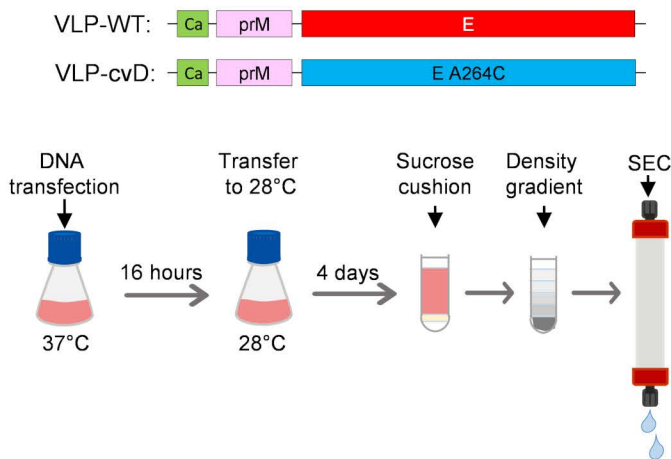 VLP-WT: Ca prM E
VLP-cvD: Ca prM E A264C
DNA
transfection
Transfer
to 28°C
Sucrose
cushion
Density
gradient
SEC
16 hours
4 days
37°C
28°C